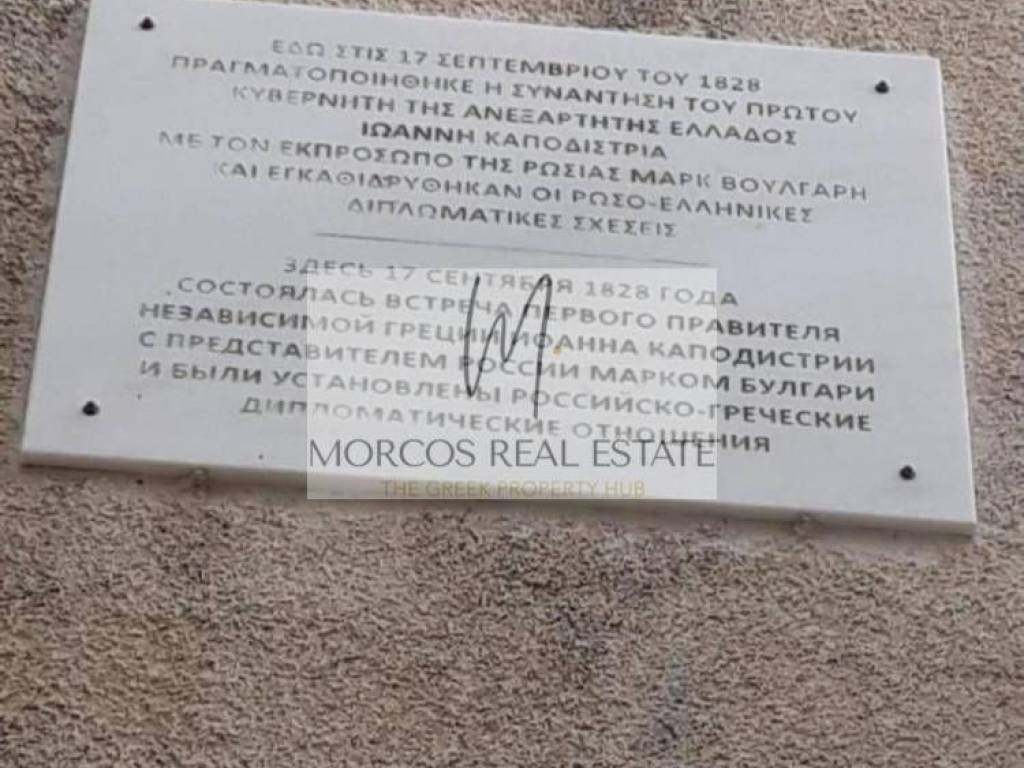 ΕΔΩ ΣΤΙΣ 17 ΣΕΠΤΕΜΒΡΙΟΥ ΤΟΥ 1828
ΠΡΑΓΜΑΤΟΠΟΙΗΘΗΚΕ Η ΣΥΝΑΝΤΗΣΗ ΤΟΥ ΠΡΩΤΟΥ
ΚΥΒΕΡΝΗΤΗ ΤΗΣ ΑΝΕΞΑΡΤΗΤΗΣ ΕΛΛΑΔΟΣ
ΙΩΑΝΝΗ ΚΑΠΟΔΙΣΤΡΙΑ
ΜΕ ΤΟΝ ΕΚΠΡΟΣΩΠΟ ΤΗΣ ΡΩΣΙΑΣ ΜΑΡΚ ΒΟΥΛΓΑΡΗ
ΚΑΙ ΕΓΚΑΘΙΔΡΥΘΗΚΑΝ ΟΙ ΡΩΣΟ-ΕΛΛΗΝΙΚΕΣ
ΔΙΠΛΩΜΑΤΙΚΕΣ ΣΧΕΣΕΙΣ
ЗДЕСЬ 17 СЕНТЯБРЯ 1828 ГОДА
СОСТОЯЛАСЬ ВСТРЕЧА ПЕРВОГО ПРАВИТЕЛЯ
НЕЗАВИСИМОЙ ГРЕЦИИ ИОАННА КАПОДИСТРИИ
С ПРЕДСТАВИТЕЛЕМ РОССИИ МАРКОМ БУЛГАРИ
И БЫЛИ УСТАНОВЛЕНЫ РОССИЙСКО-ГРЕЧЕСКИЕ
ДИПЛОМАТИЧЕСКИЕ ОТНОШЕНИЯ
M
MORCOS REAL ESTATE
THE GREEK PROPERTY HUB